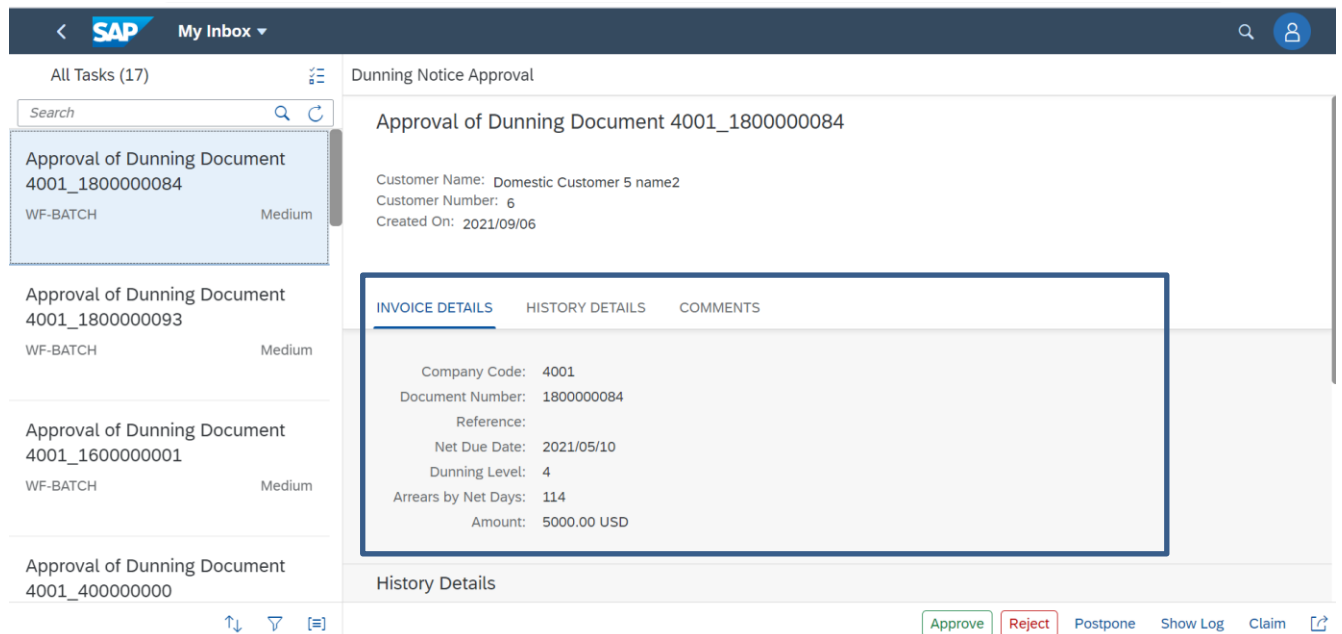 SAP My Inbox
All Tasks (17)
Search
Approval of Dunning Document
4001_1800000084
WF-BATCH Medium
Approval of Dunning Document
4001_1800000093
WF-BATCH Medium
Approval of Dunning Document
4001_1600000001
WF-BATCH Medium
Approval of Dunning Document
4001_400000000
Dunning Notice Approval
Approval of Dunning Document 4001_1800000084
Customer Name: Domestic Customer 5 name2
Customer Number: 6
Created On: 2021/09/06
INVOICE DETAILS HISTORY DETAILS COMMENTS
Company Code: 4001
Document Number: 1800000084
Reference:
Net Due Date: 2021/05/10
Dunning Level: 4
Arrears by Net Days: 114
Amount: 5000.00 USD
History Details
Approve Reject Postpone Show Log Claim